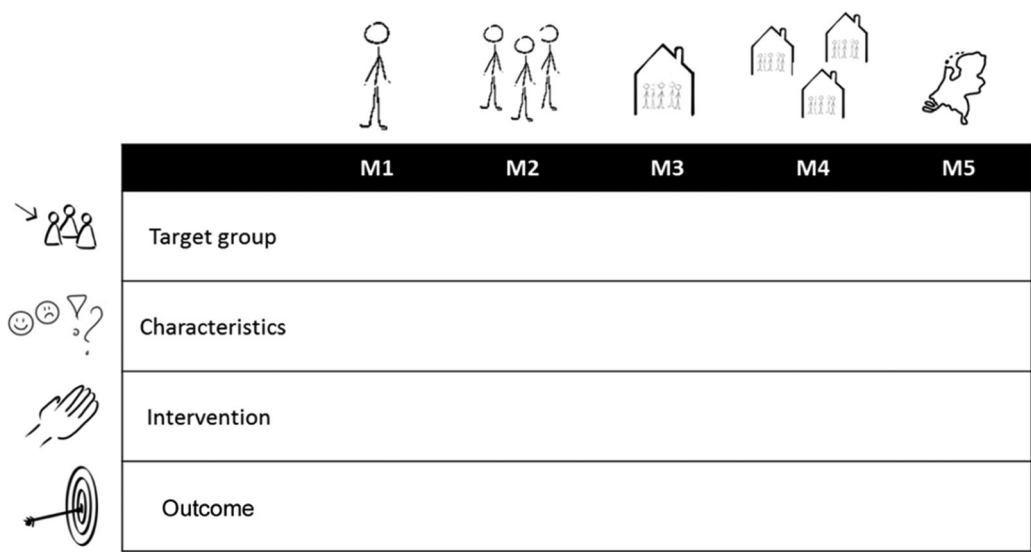 M1 M2 M3 M4 M5
Target group
Characteristics
Intervention
Outcome